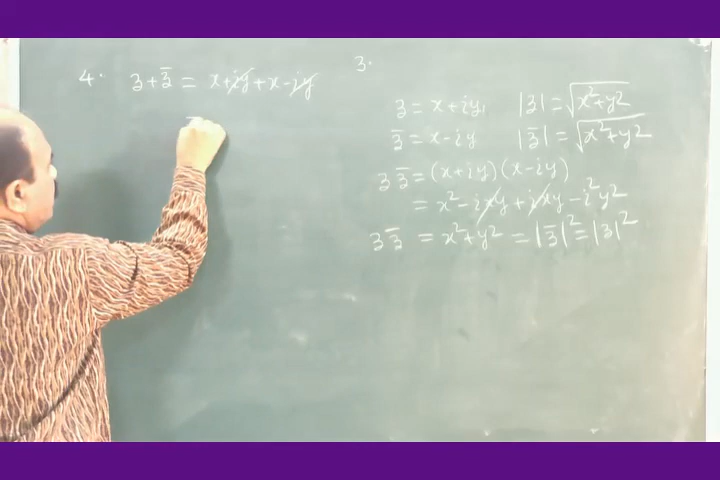 4. z + z̄ = x + iy + x - iy
3.
z = x + iy, |z| = √x² + y²
z̄ = x - iy |z̄| = √x² + y²
z z̄ = (x + iy)(x - iy)
= x² - ixy + ixy - i²y²
z z̄ = x² + y² = |z̄|² = |z|²